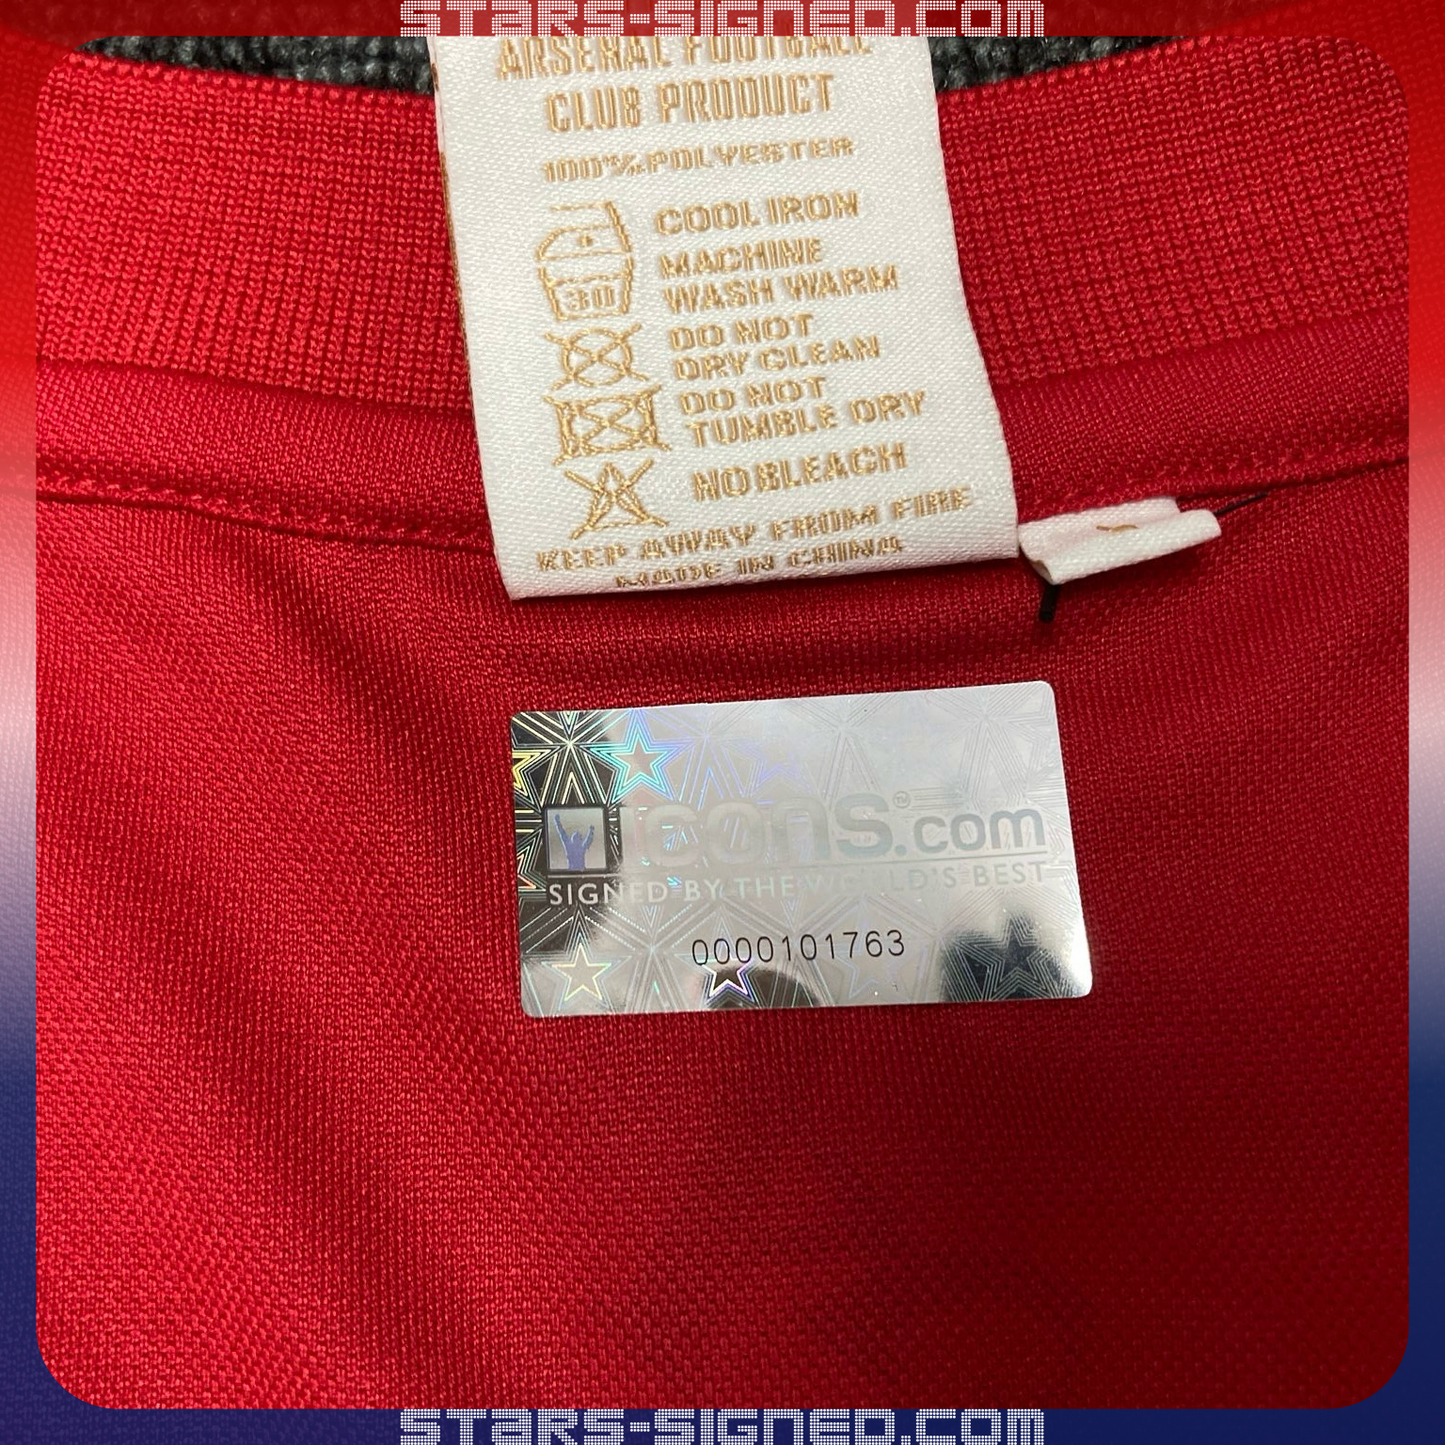 STARS-SIGNED.COM
ARSENAL FOOTBALL
CLUB PRODUCT
100% POLYESTER
COOL IRON
MACHINE
WASH WARM
30
DO NOT
DRY CLEAN
DO NOT
TUMBLE DRY
NO BLEACH
KEEP AWAY FROM FIRE
MADE IN CHINA
icons.com™
SIGNED BY THE WORLD'S BEST
0000101763
STARS-SIGNED.COM